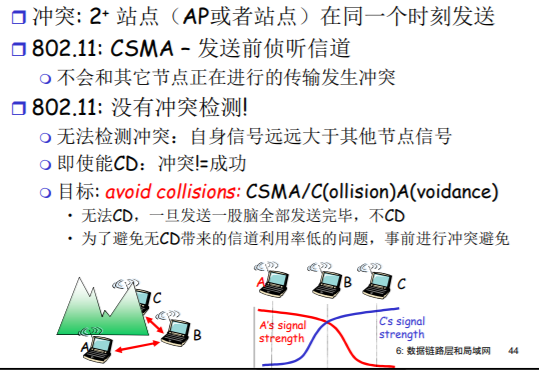 冲突: 2⁺ 站点（AP或者站点）在同一个时刻发送
802.11: CSMA – 发送前侦听信道
不会和其它节点正在进行的传输发生冲突
802.11: 没有冲突检测!
无法检测冲突：自身信号远远大于其他节点信号
即使能CD：冲突!=成功
目标: avoid collisions: CSMA/C(ollision)A(voidance)
• 无法CD，一旦发送一股脑全部发送完毕，不CD
• 为了避免无CD带来的信道利用率低的问题，事前进行冲突避免
C
B
A
A
B
C
A's signal
strength
C's signal
strength
6: 数据链路层和局域网
44